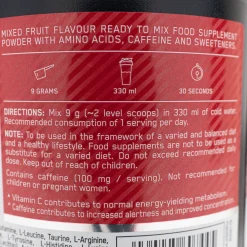 MIXED FRUIT FLAVOUR READY TO MIX FOOD SUPPLEMENT
POWDER WITH AMINO ACIDS, CAFFEINE AND SWEETENERS.
9 GRAMS
330 ml
30 SECONDS
DIRECTIONS: Mix 9 g (~2 level scoops) in 330 ml of cold water.
Recommended consumption of 1 serving per day.
NOTE: To be used in the framework of a varied and balanced diet
and a healthy lifestyle. Food supplements are not to be used as a
substitute for a varied diet. Do not exceed recommended daily
dose. Keep out of reach of children.
Contains caffeine (100 mg / serving). Not recommended for
children or pregnant women.
• Vitamin C contributes to normal energy-yielding metabolism.
• Caffeine contributes to increased alertness and improved concentration.
L-Leucine, Taurine, L-Arginine,
L-Histidine